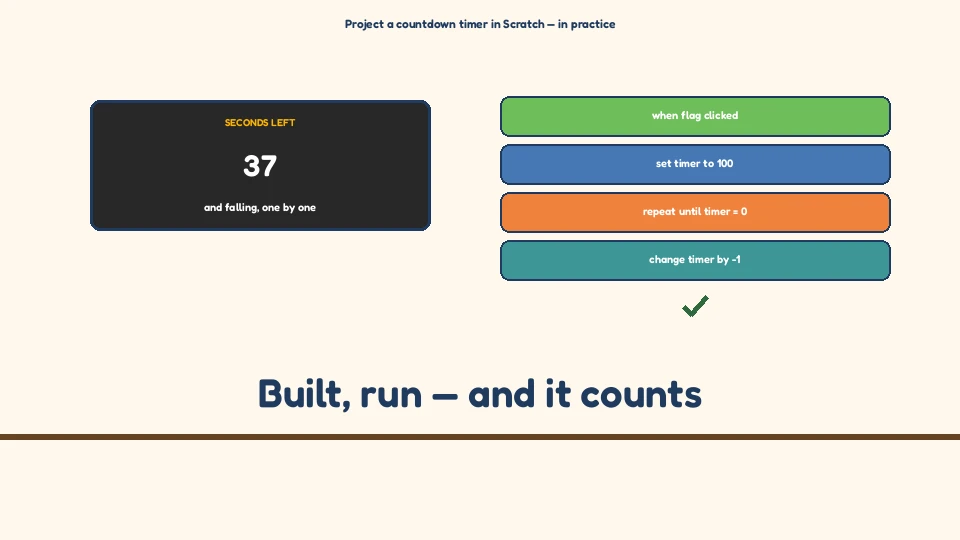 Project a countdown timer in Scratch — in practice
SECONDS LEFT
37
and falling, one by one
when flag clicked
set timer to 100
repeat until timer = 0
change timer by -1
Built, run — and it counts